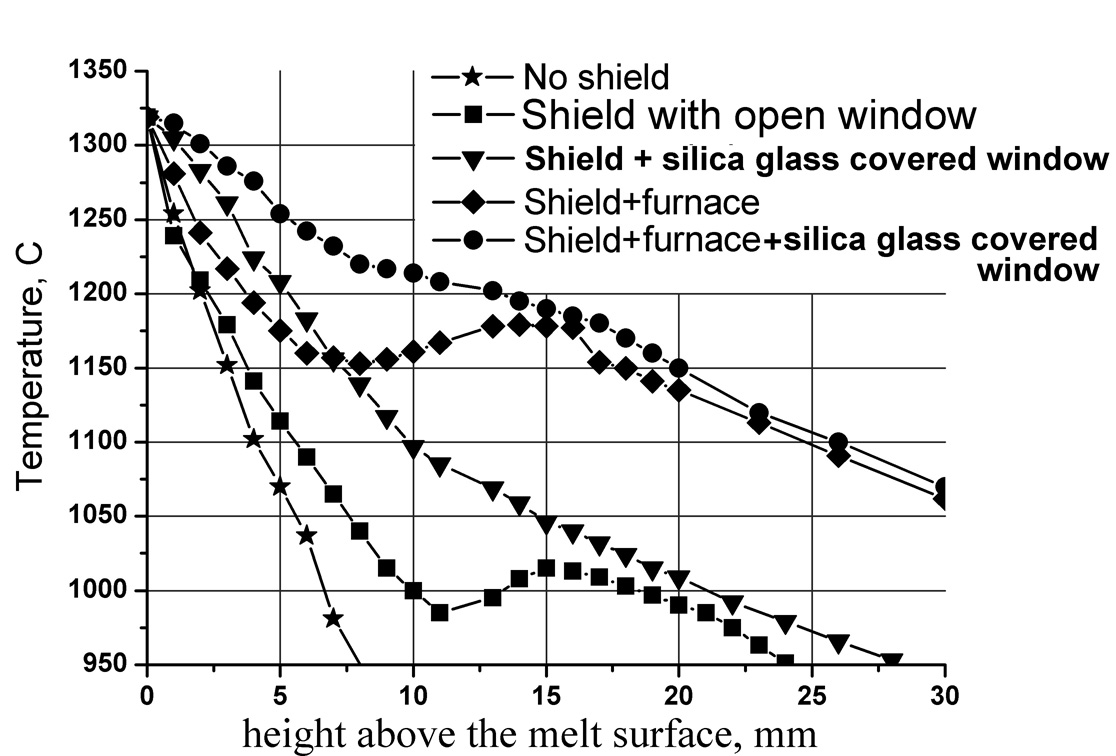 1350
1300
1250
1200
1150
1100
1050
1000
950
Temperature, C
No shield
Shield with open window
Shield + silica glass covered window
Shield+furnace
Shield+furnace+silica glass covered
window
0 5 10 15 20 25 30
height above the melt surface, mm